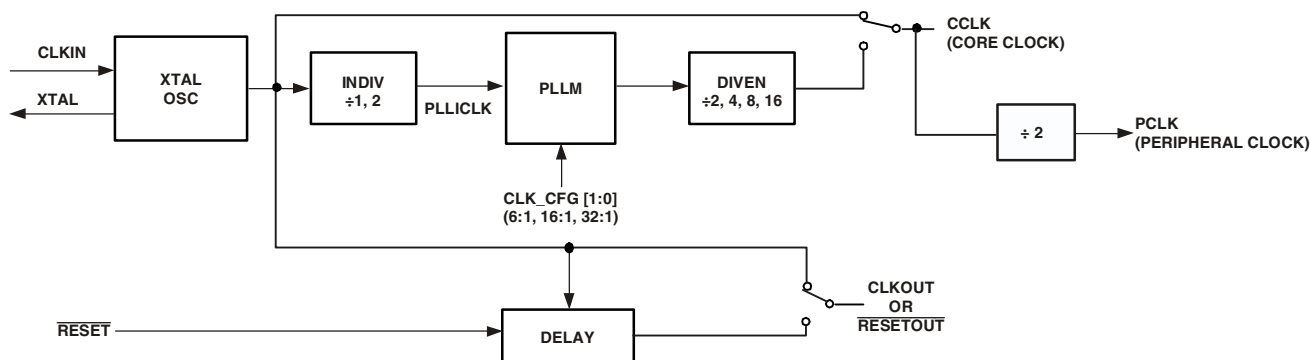 CLKIN
XTAL
XTAL
OSC
INDIV
÷1, 2
PLLICLK
PLLM
CLK_CFG [1:0]
(6:1, 16:1, 32:1)
DIVEN
÷2, 4, 8, 16
CCLK
(CORE CLOCK)
÷ 2
PCLK
(PERIPHERAL CLOCK)
RESET
DELAY
CLKOUT
OR
RESETOUT